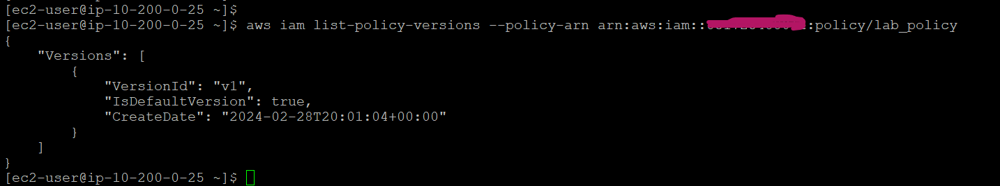 [ec2-user@ip-10-200-0-25 ~]$
[ec2-user@ip-10-200-0-25 ~]$ aws iam list-policy-versions --policy-arn arn:aws:iam:::policy/lab_policy
{
    "Versions": [
        {
            "VersionId": "v1",
            "IsDefaultVersion": true,
            "CreateDate": "2024-02-28T20:01:04+00:00"
        }
    ]
}
[ec2-user@ip-10-200-0-25 ~]$